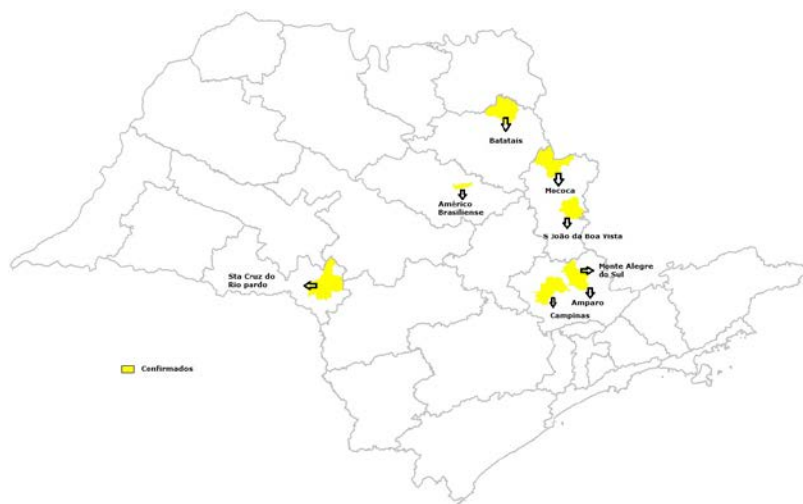 Batatais
Mococa
Américo
Brasiliense
S João da Boa Vista
Sta Cruz do
Rio pardo
Monte Alegre
do Sul
Amparo
Campinas
Confirmados